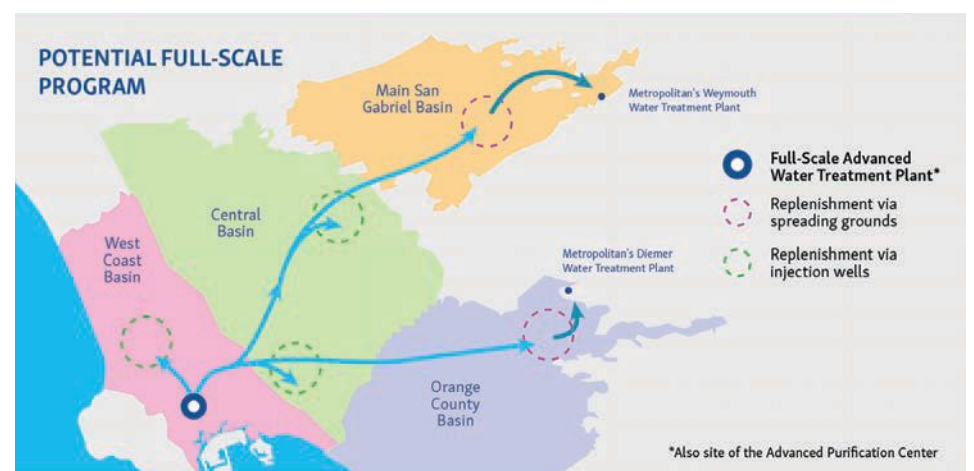 POTENTIAL FULL-SCALE
PROGRAM
Main San
Gabriel Basin
Metropolitan's Weymouth
Water Treatment Plant
Full-Scale Advanced
Water Treatment Plant*
Replenishment via
spreading grounds
Replenishment via
injection wells
Central
Basin
West
Coast
Basin
Metropolitan's Diemer
Water Treatment Plant
Orange
County
Basin
*Also site of the Advanced Purification Center